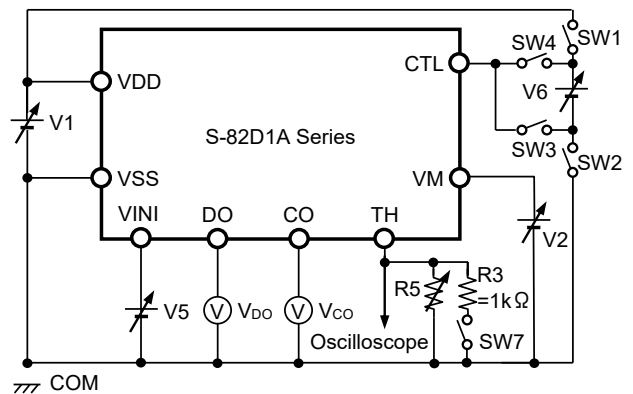 SW1
SW4
CTL
VDD
V6
V1
S-82D1A Series
SW3
SW2
VSS
VM
VINI
DO
CO
TH
V2
R5
R3
=1kΩ
V5
V
VDO
V
VCO
Oscilloscope
SW7
COM